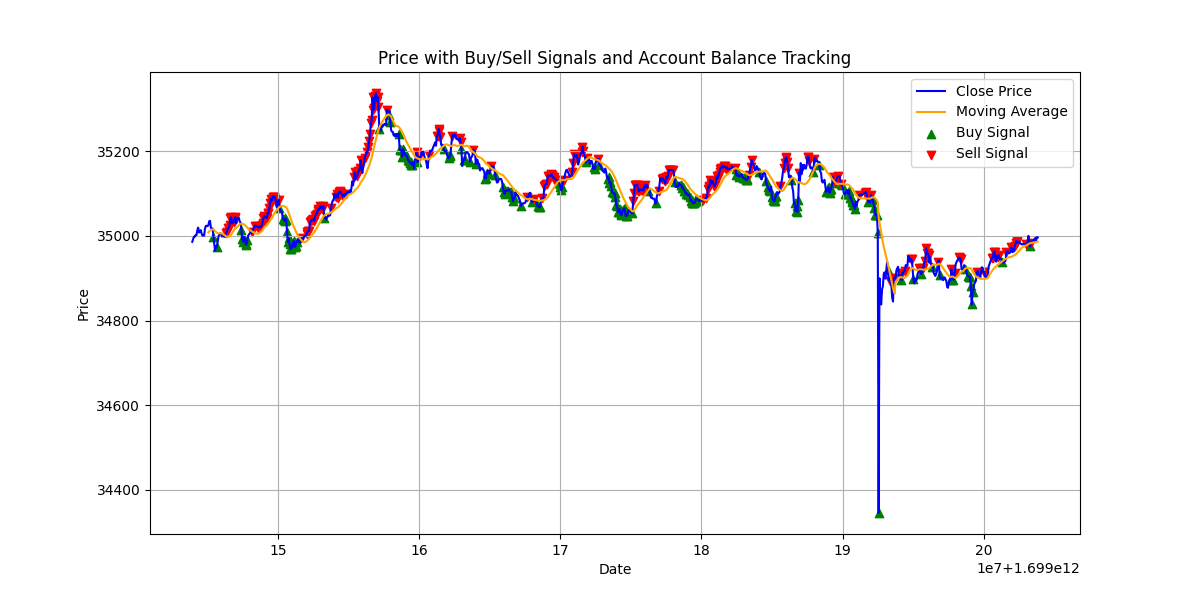 Price with Buy/Sell Signals and Account Balance Tracking
Close Price
Moving Average
Buy Signal
Sell Signal
35200
35000
34800
34600
34400
Price
15 16 17 18 19 20
1e7+1.699e12
Date